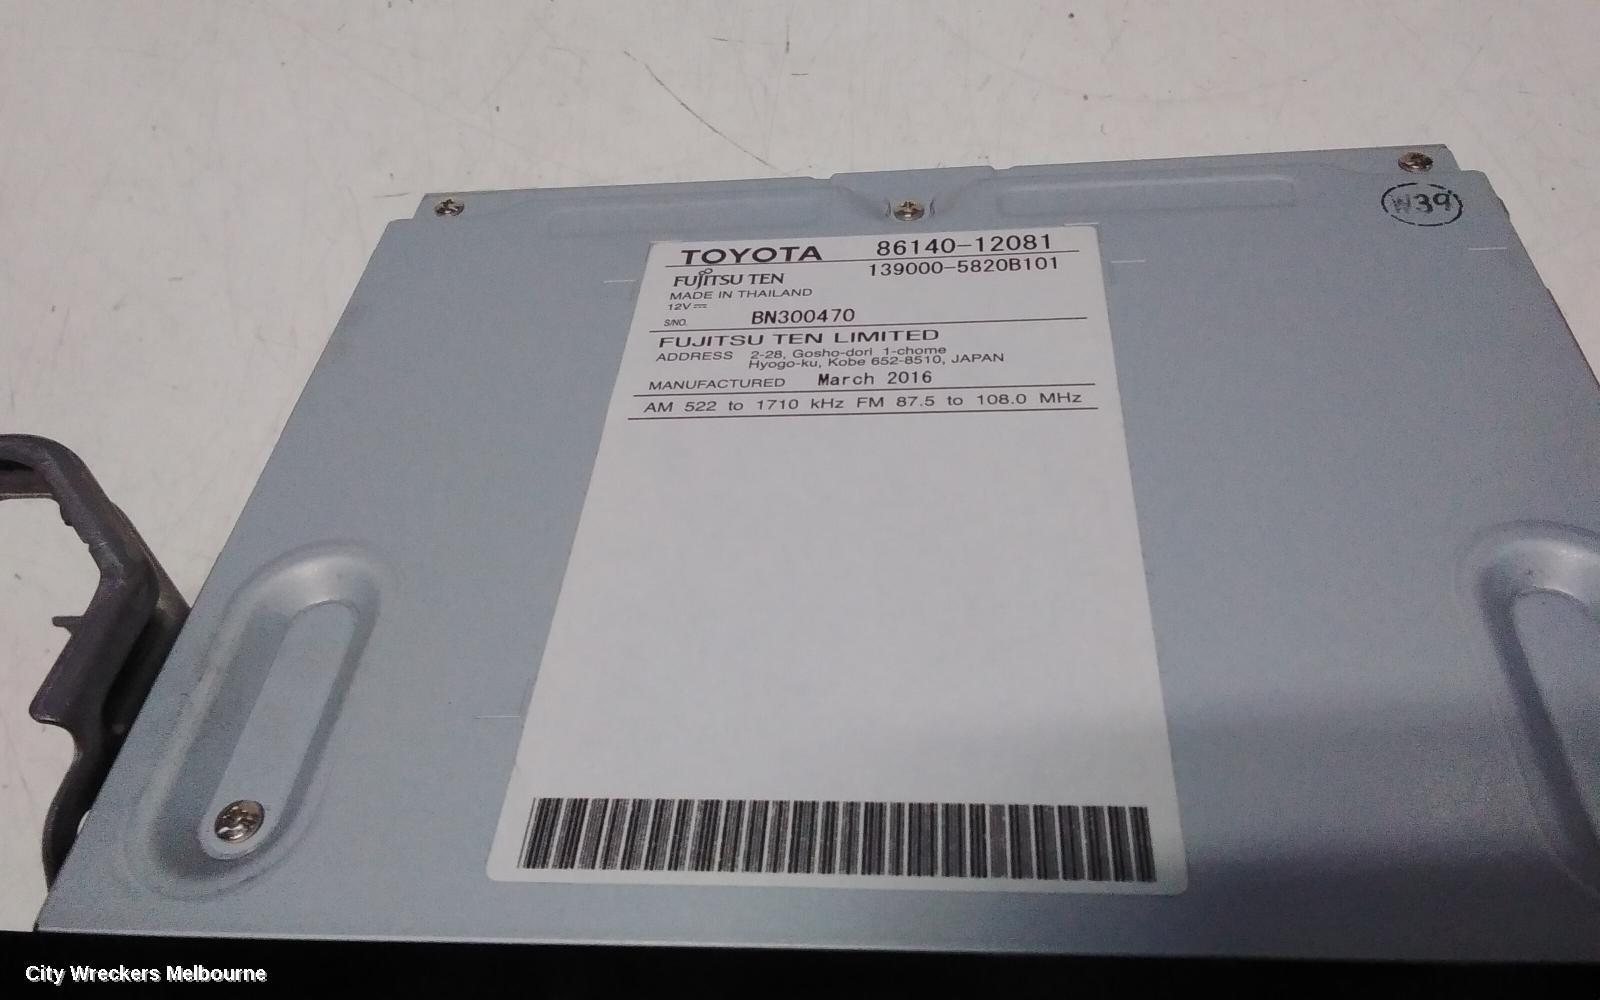 W39
TOYOTA 86140-12081
FUJITSU TEN 139000-5820B101
MADE IN THAILAND
12V⎓
S/NO. BN300470
FUJITSU TEN LIMITED
ADDRESS 2-28, Gosho-dori 1-chome
Hyogo-ku, Kobe 652-8510, JAPAN
MANUFACTURED March 2016
AM 522 to 1710 kHz FM 87.5 to 108.0 MHz
City Wreckers Melbourne